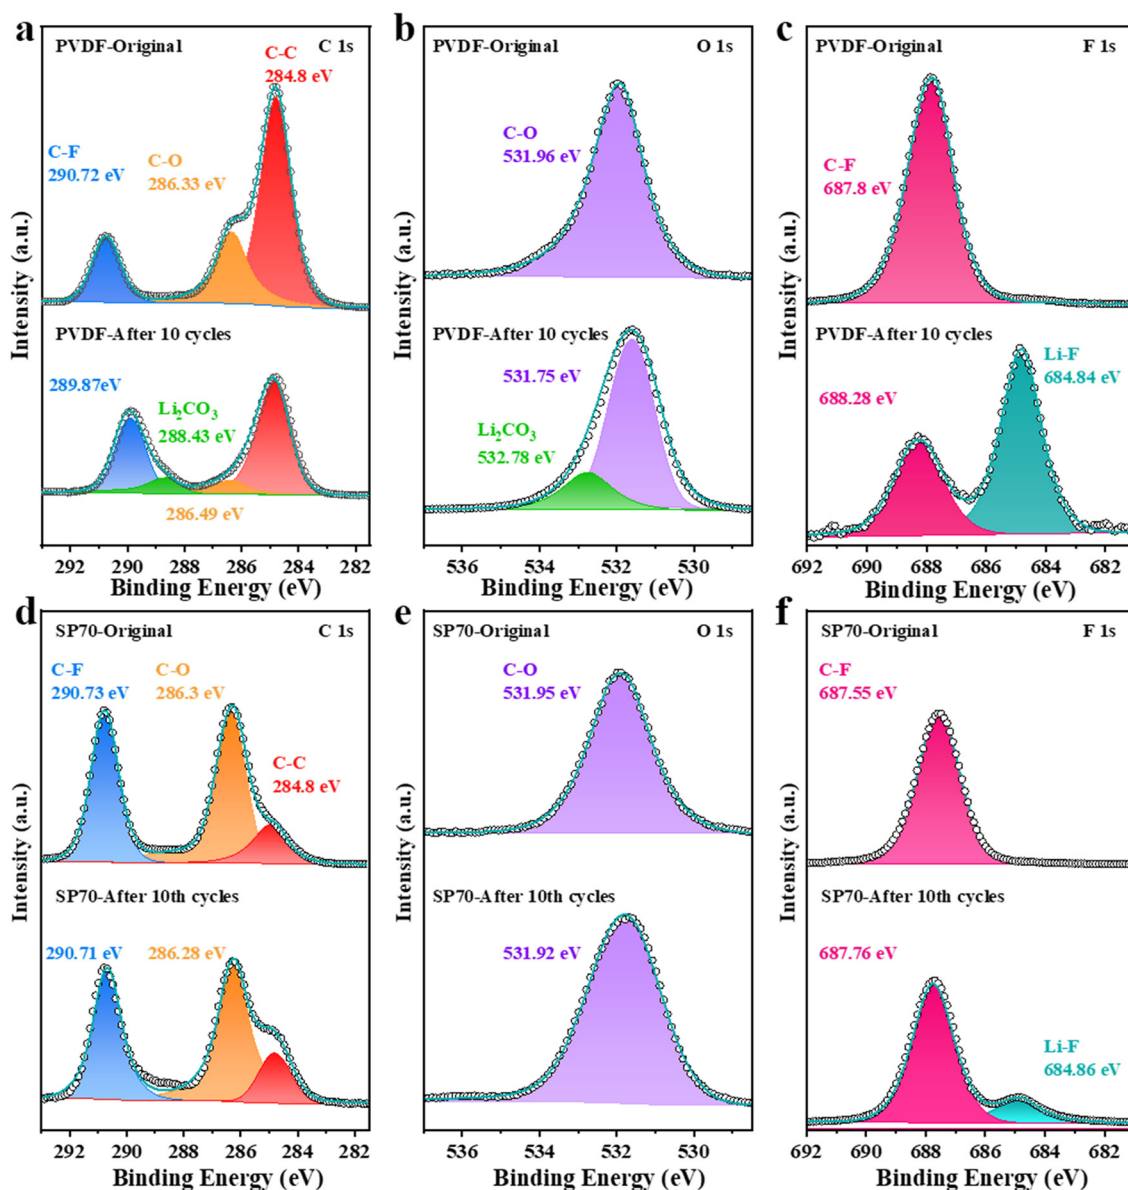 a
PVDF-Original
C 1s
C-C
284.8 eV
C-F
290.72 eV
C-O
286.33 eV
Intensity (a.u.)
PVDF-After 10 cycles
289.87eV
Li₂CO₃
288.43 eV
286.49 eV
292 290 288 286 284 282
Binding Energy (eV)
b
PVDF-Original
O 1s
C-O
531.96 eV
Intensity (a.u.)
PVDF-After 10 cycles
531.75 eV
Li₂CO₃
532.78 eV
536 534 532 530
Binding Energy (eV)
c
PVDF-Original
F 1s
C-F
687.8 eV
Intensity (a.u.)
PVDF-After 10 cycles
Li-F
684.84 eV
688.28 eV
692 690 688 686 684 682
Binding Energy (eV)
d
SP70-Original
C 1s
C-F
290.73 eV
C-O
286.3 eV
C-C
284.8 eV
Intensity (a.u.)
SP70-After 10th cycles
290.71 eV
286.28 eV
292 290 288 286 284 282
Binding Energy (eV)
e
SP70-Original
O 1s
C-O
531.95 eV
Intensity (a.u.)
SP70-After 10th cycles
531.92 eV
536 534 532 530
Binding Energy (eV)
f
SP70-Original
F 1s
C-F
687.55 eV
Intensity (a.u.)
SP70-After 10th cycles
687.76 eV
Li-F
684.86 eV
692 690 688 686 684 682
Binding Energy (eV)